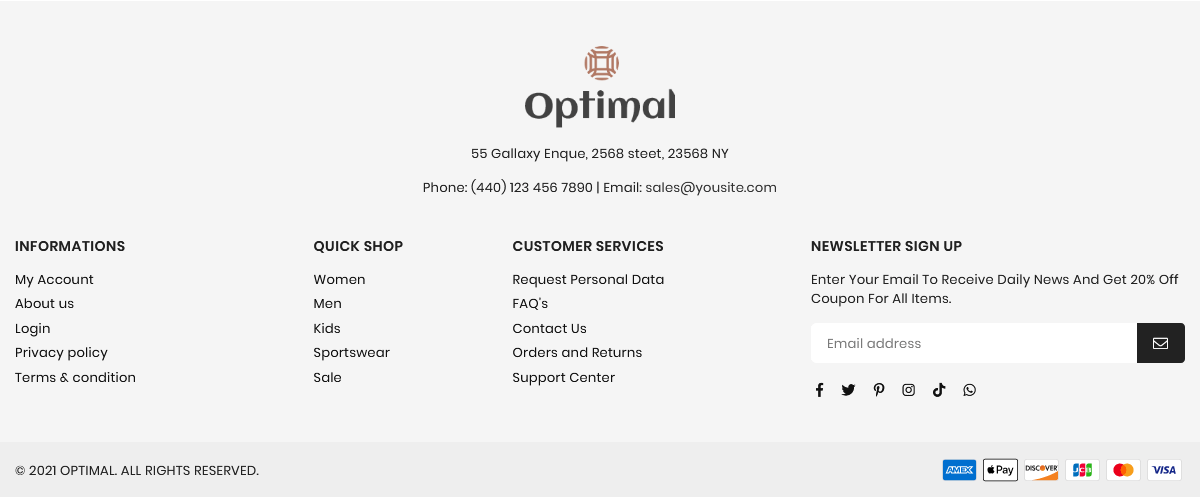 Optimal
55 Gallaxy Enque, 2568 steet, 23568 NY
Phone: (440) 123 456 7890 | Email: sales@yousite.com
INFORMATIONS
My Account
About us
Login
Privacy policy
Terms & condition
QUICK SHOP
Women
Men
Kids
Sportswear
Sale
CUSTOMER SERVICES
Request Personal Data
FAQ's
Contact Us
Orders and Returns
Support Center
NEWSLETTER SIGN UP
Enter Your Email To Receive Daily News And Get 20% Off
Coupon For All Items.
Email address
© 2021 OPTIMAL. ALL RIGHTS RESERVED.
AMEX Pay DISCOVER JCB VISA